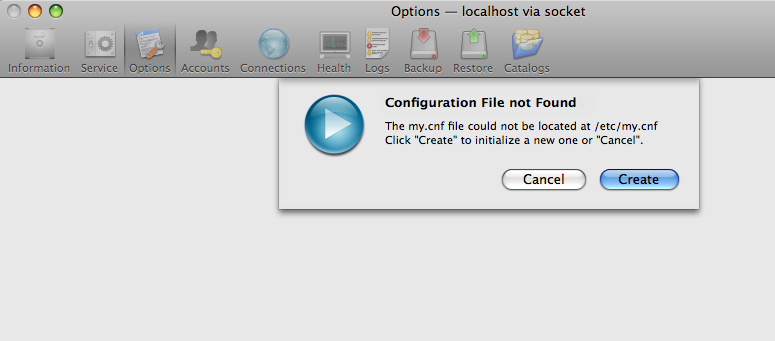 Options — localhost via socket
Information Service Options Accounts Connections Health Logs Backup Restore Catalogs
Configuration File not Found
The my.cnf file could not be located at /etc/my.cnf
Click "Create" to initialize a new one or "Cancel".
Cancel Create